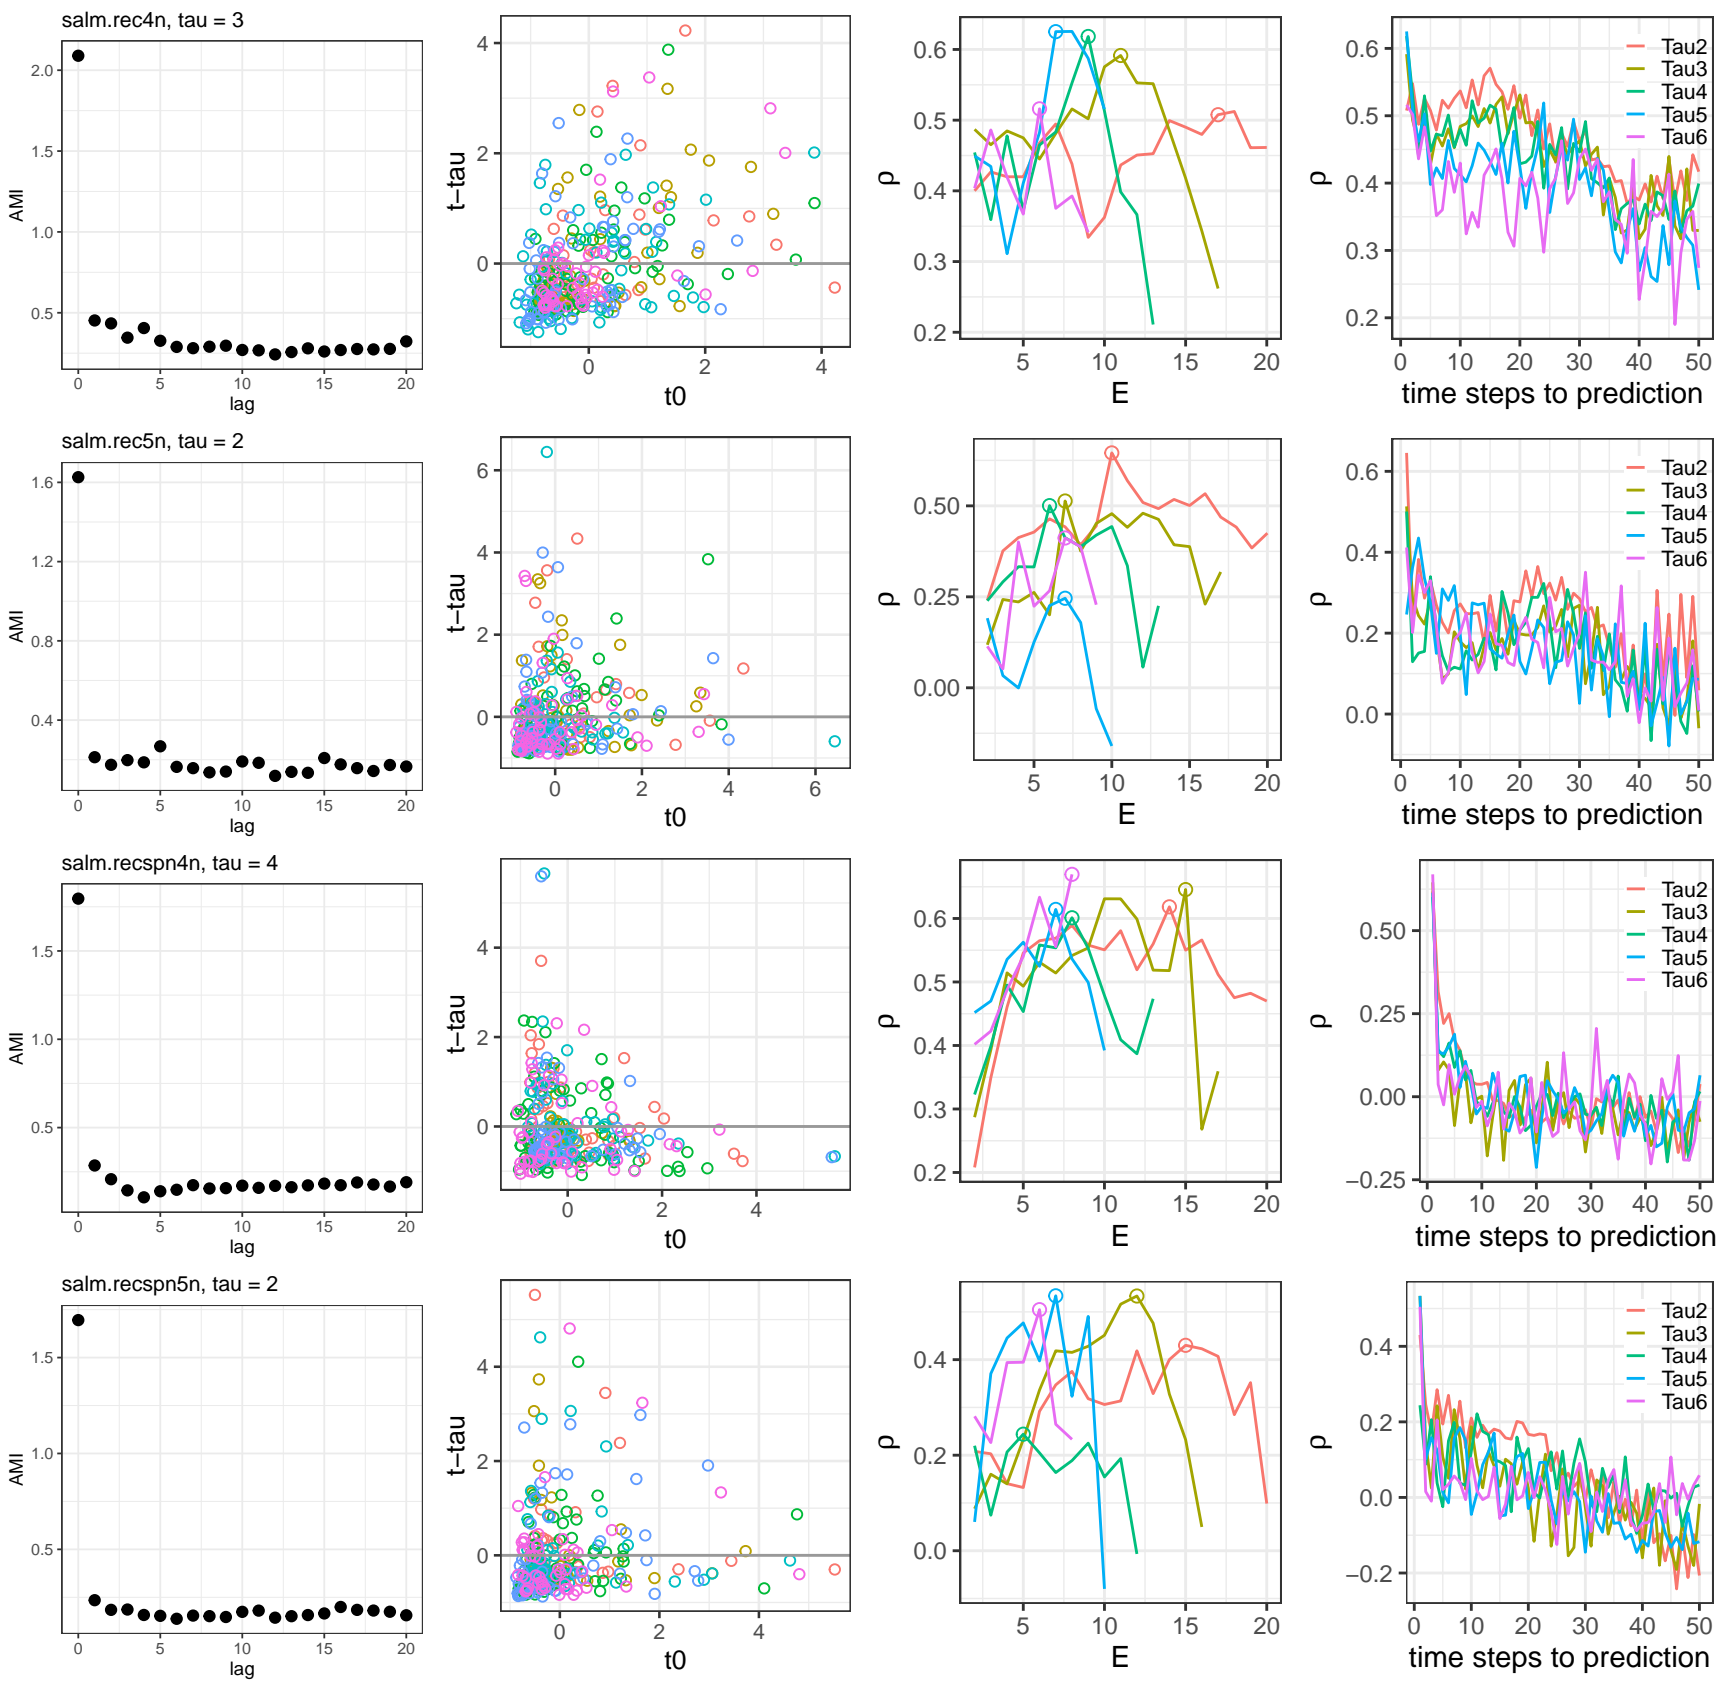 salm.rec4n, tau = 3
AMI
2.0
1.5
1.0
0.5
0 5 10 15 20
lag
t−tau
4
2
0
0 2 4
t0
ρ
0.6
0.5
0.4
0.3
0.2
5 10 15 20
E
ρ
0.6
0.5
0.4
0.3
0.2
Tau2
Tau3
Tau4
Tau5
Tau6
0 10 20 30 40 50
time steps to prediction
salm.rec5n, tau = 2
AMI
1.6
1.2
0.8
0.4
0 5 10 15 20
lag
t−tau
6
4
2
0
0 2 4 6
t0
ρ
0.50
0.25
0.00
5 10 15 20
E
ρ
0.6
0.4
0.2
0.0
Tau2
Tau3
Tau4
Tau5
Tau6
0 10 20 30 40 50
time steps to prediction
salm.recspn4n, tau = 4
AMI
1.5
1.0
0.5
0 5 10 15 20
lag
t−tau
4
2
0
0 2 4
t0
ρ
0.6
0.5
0.4
0.3
0.2
5 10 15 20
E
ρ
0.50
0.25
0.00
−0.25
Tau2
Tau3
Tau4
Tau5
Tau6
0 10 20 30 40 50
time steps to prediction
salm.recspn5n, tau = 2
AMI
1.5
1.0
0.5
0 5 10 15 20
lag
t−tau
4
2
0
0 2 4
t0
ρ
0.4
0.2
0.0
5 10 15 20
E
ρ
0.4
0.2
0.0
−0.2
Tau2
Tau3
Tau4
Tau5
Tau6
0 10 20 30 40 50
time steps to prediction